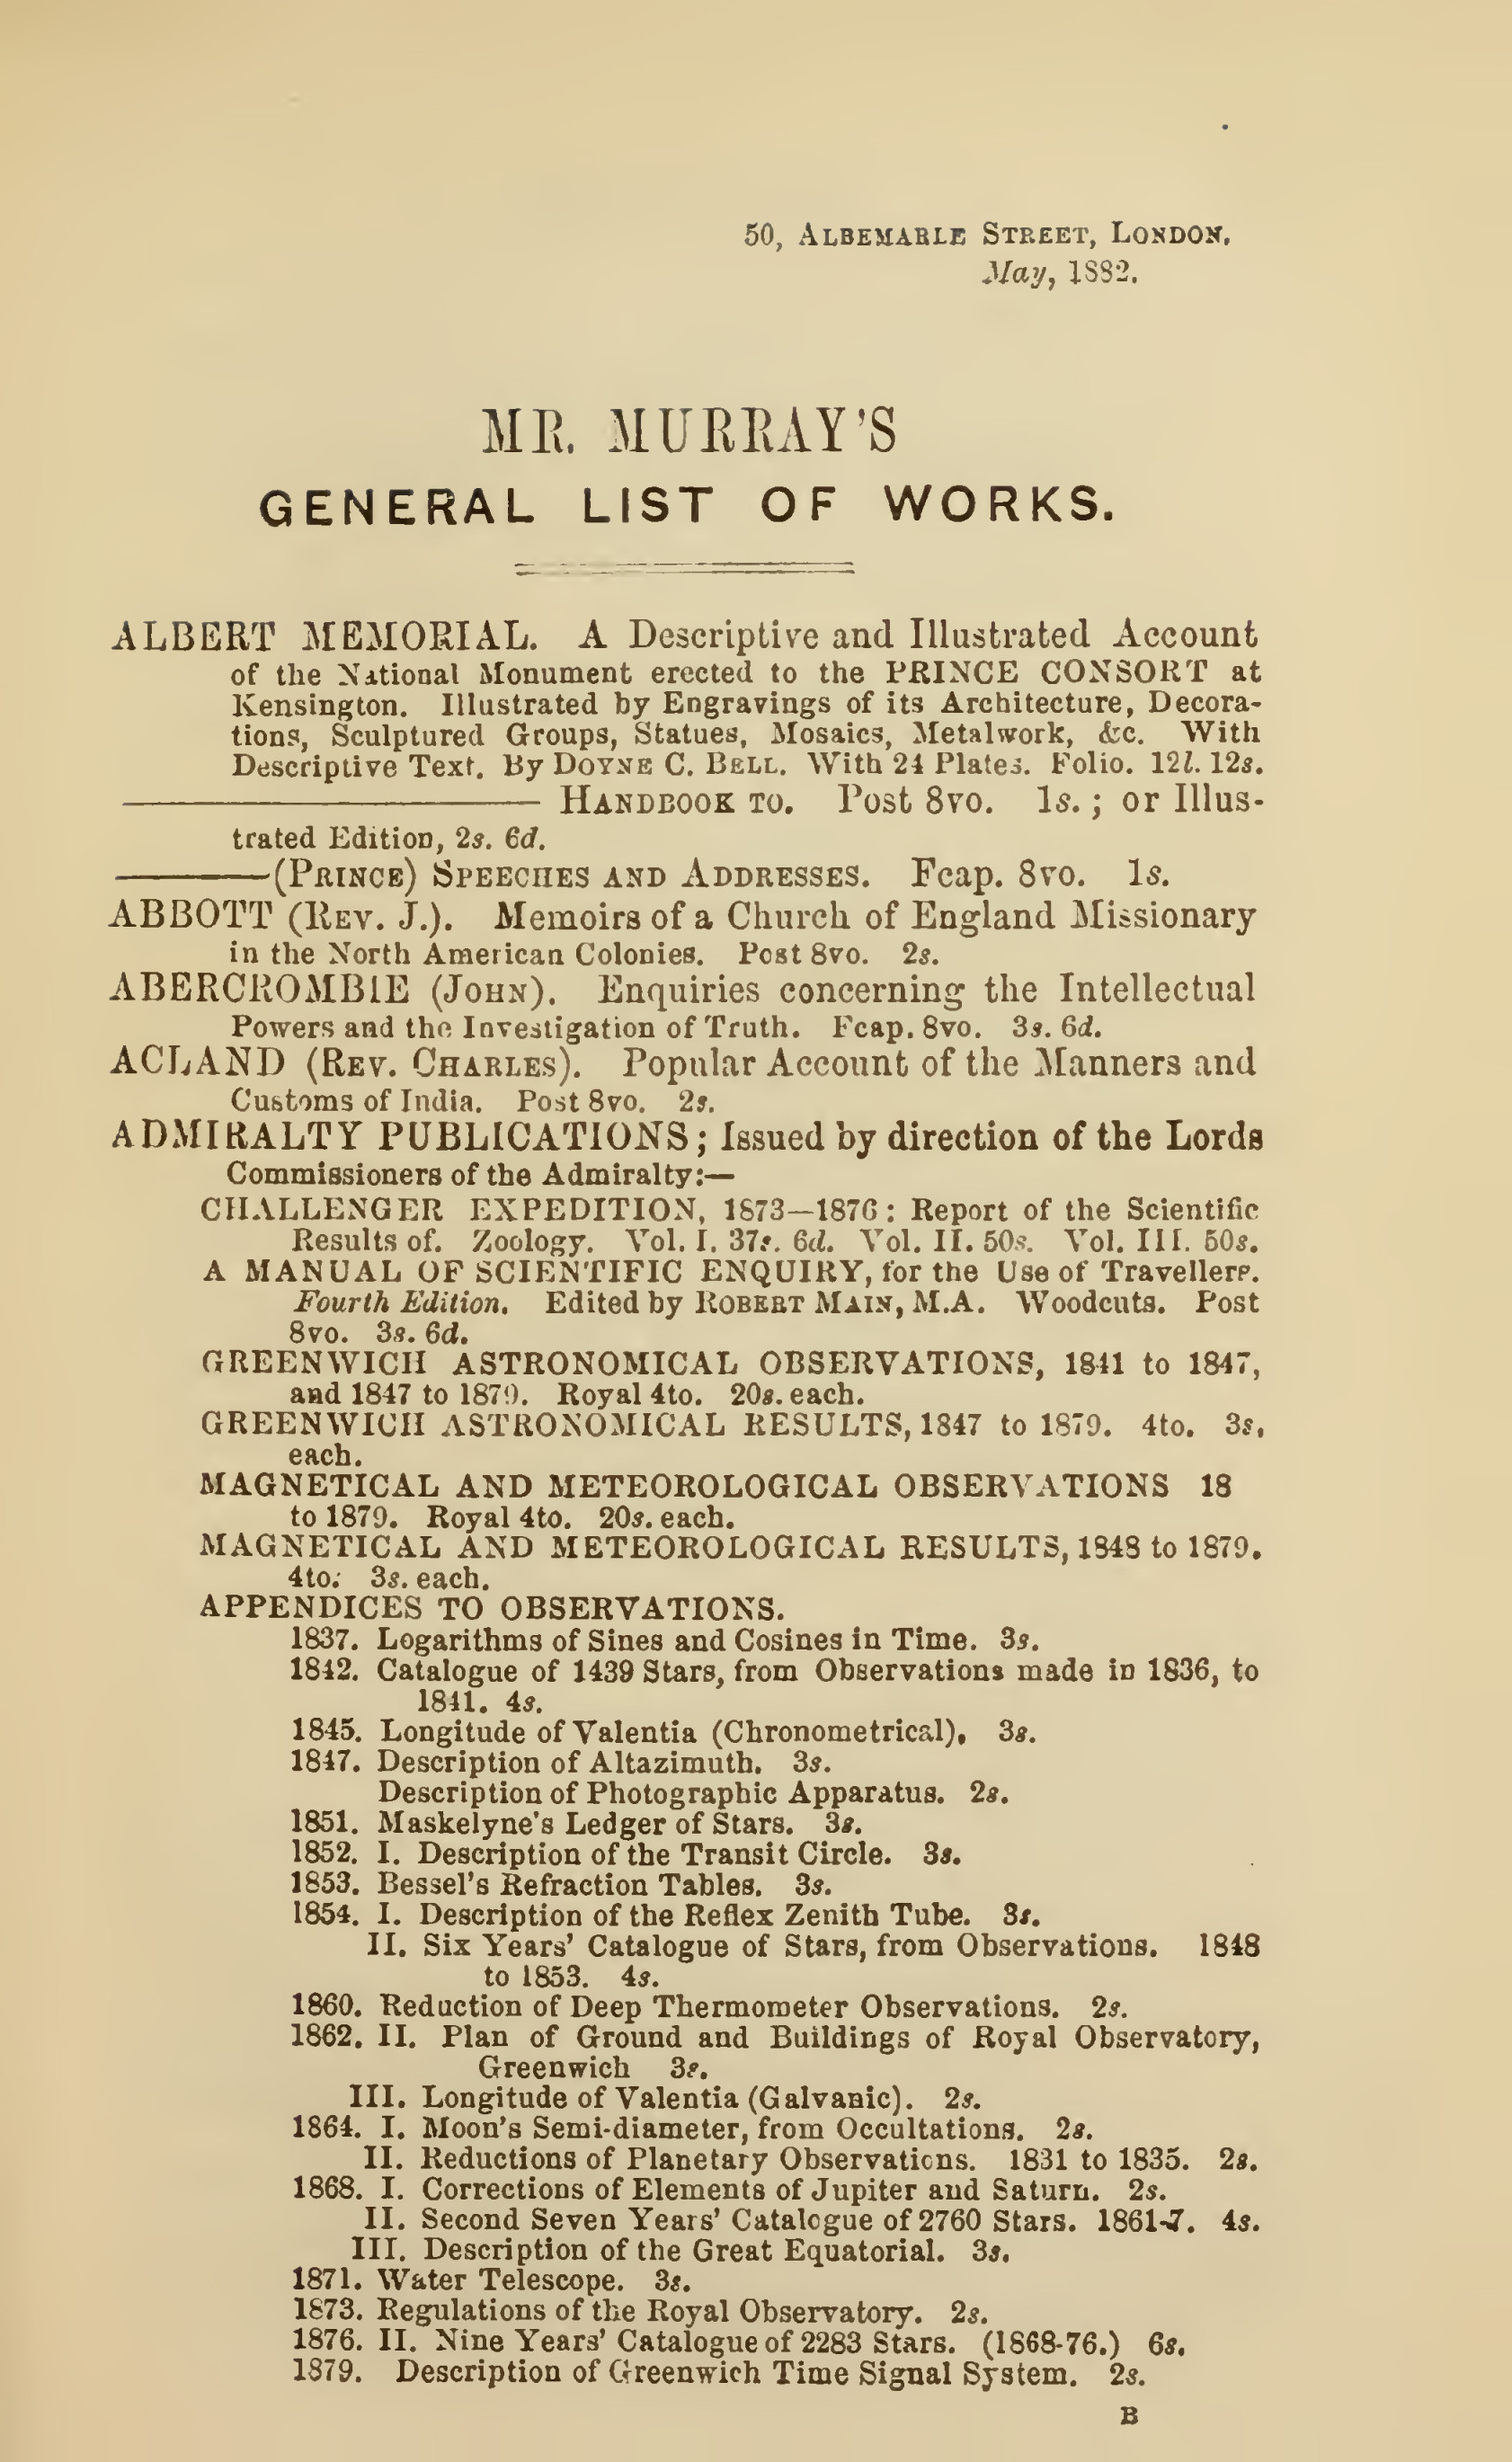 50, ALBEMARLE STREET, LONDON,
May, 1882.
MR. MURRAY'S
GENERAL LIST OF WORKS.
ALBERT MEMORIAL. A Descriptive and Illustrated Account
of the National Monument erected to the PRINCE CONSORT at
Kensington. Illustrated by Engravings of its Architecture, Decora-
tions, Sculptured Groups, Statues, Mosaics, Metalwork, &c. With
Descriptive Text. By DOYNE C. BELL. With 24 Plates. Folio. 12l. 12s.
——— HANDBOOK TO. Post 8vo. 1s. ; or Illus-
trated Edition, 2s. 6d.
——— (PRINCE) SPEECHES AND ADDRESSES. Fcap. 8vo. 1s.
ABBOTT (REV. J.). Memoirs of a Church of England Missionary
in the North American Colonies. Post 8vo. 2s.
ABERCROMBIE (JOHN). Enquiries concerning the Intellectual
Powers and the Investigation of Truth. Fcap. 8vo. 3s. 6d.
ACLAND (REV. CHARLES). Popular Account of the Manners and
Customs of India. Post 8vo. 2s.
ADMIRALTY PUBLICATIONS; Issued by direction of the Lords
Commissioners of the Admiralty:—
CHALLENGER EXPEDITION, 1873—1876: Report of the Scientific
Results of. Zoology. Vol. I. 37s. 6d. Vol. II. 50s. Vol. III. 50s.
A MANUAL OF SCIENTIFIC ENQUIRY, for the Use of Travellers.
Fourth Edition. Edited by ROBERT MAIN, M.A. Woodcuts. Post
8vo. 3s. 6d.
GREENWICH ASTRONOMICAL OBSERVATIONS, 1841 to 1847,
and 1847 to 1879. Royal 4to. 20s. each.
GREENWICH ASTRONOMICAL RESULTS, 1847 to 1879. 4to. 3s.
each.
MAGNETICAL AND METEOROLOGICAL OBSERVATIONS 18
to 1879. Royal 4to. 20s. each.
MAGNETICAL AND METEOROLOGICAL RESULTS, 1848 to 1879.
4to. 3s. each.
APPENDICES TO OBSERVATIONS.
1837. Logarithms of Sines and Cosines in Time. 3s.
1842. Catalogue of 1439 Stars, from Observations made in 1836, to
1841. 4s.
1845. Longitude of Valentia (Chronometrical), 3s.
1847. Description of Altazimuth. 3s.
Description of Photographic Apparatus. 2s.
1851. Maskelyne's Ledger of Stars. 3s.
1852. I. Description of the Transit Circle. 3s.
1853. Bessel's Refraction Tables. 3s.
1854. I. Description of the Reflex Zenith Tube. 3s.
II. Six Years' Catalogue of Stars, from Observations. 1848
to 1853. 4s.
1860. Reduction of Deep Thermometer Observations. 2s.
1862. II. Plan of Ground and Buildings of Royal Observatory,
Greenwich 3s.
III. Longitude of Valentia (Galvanic). 2s.
1864. I. Moon's Semi-diameter, from Occultations. 2s.
II. Reductions of Planetary Observations. 1831 to 1835. 2s.
1868. I. Corrections of Elements of Jupiter and Saturn. 2s.
II. Second Seven Years' Catalogue of 2760 Stars. 1861-7. 4s.
III. Description of the Great Equatorial. 3s.
1871. Water Telescope. 3s.
1873. Regulations of the Royal Observatory. 2s.
1876. II. Nine Years' Catalogue of 2283 Stars. (1868-76.) 6s.
1879. Description of Greenwich Time Signal System. 2s.
B